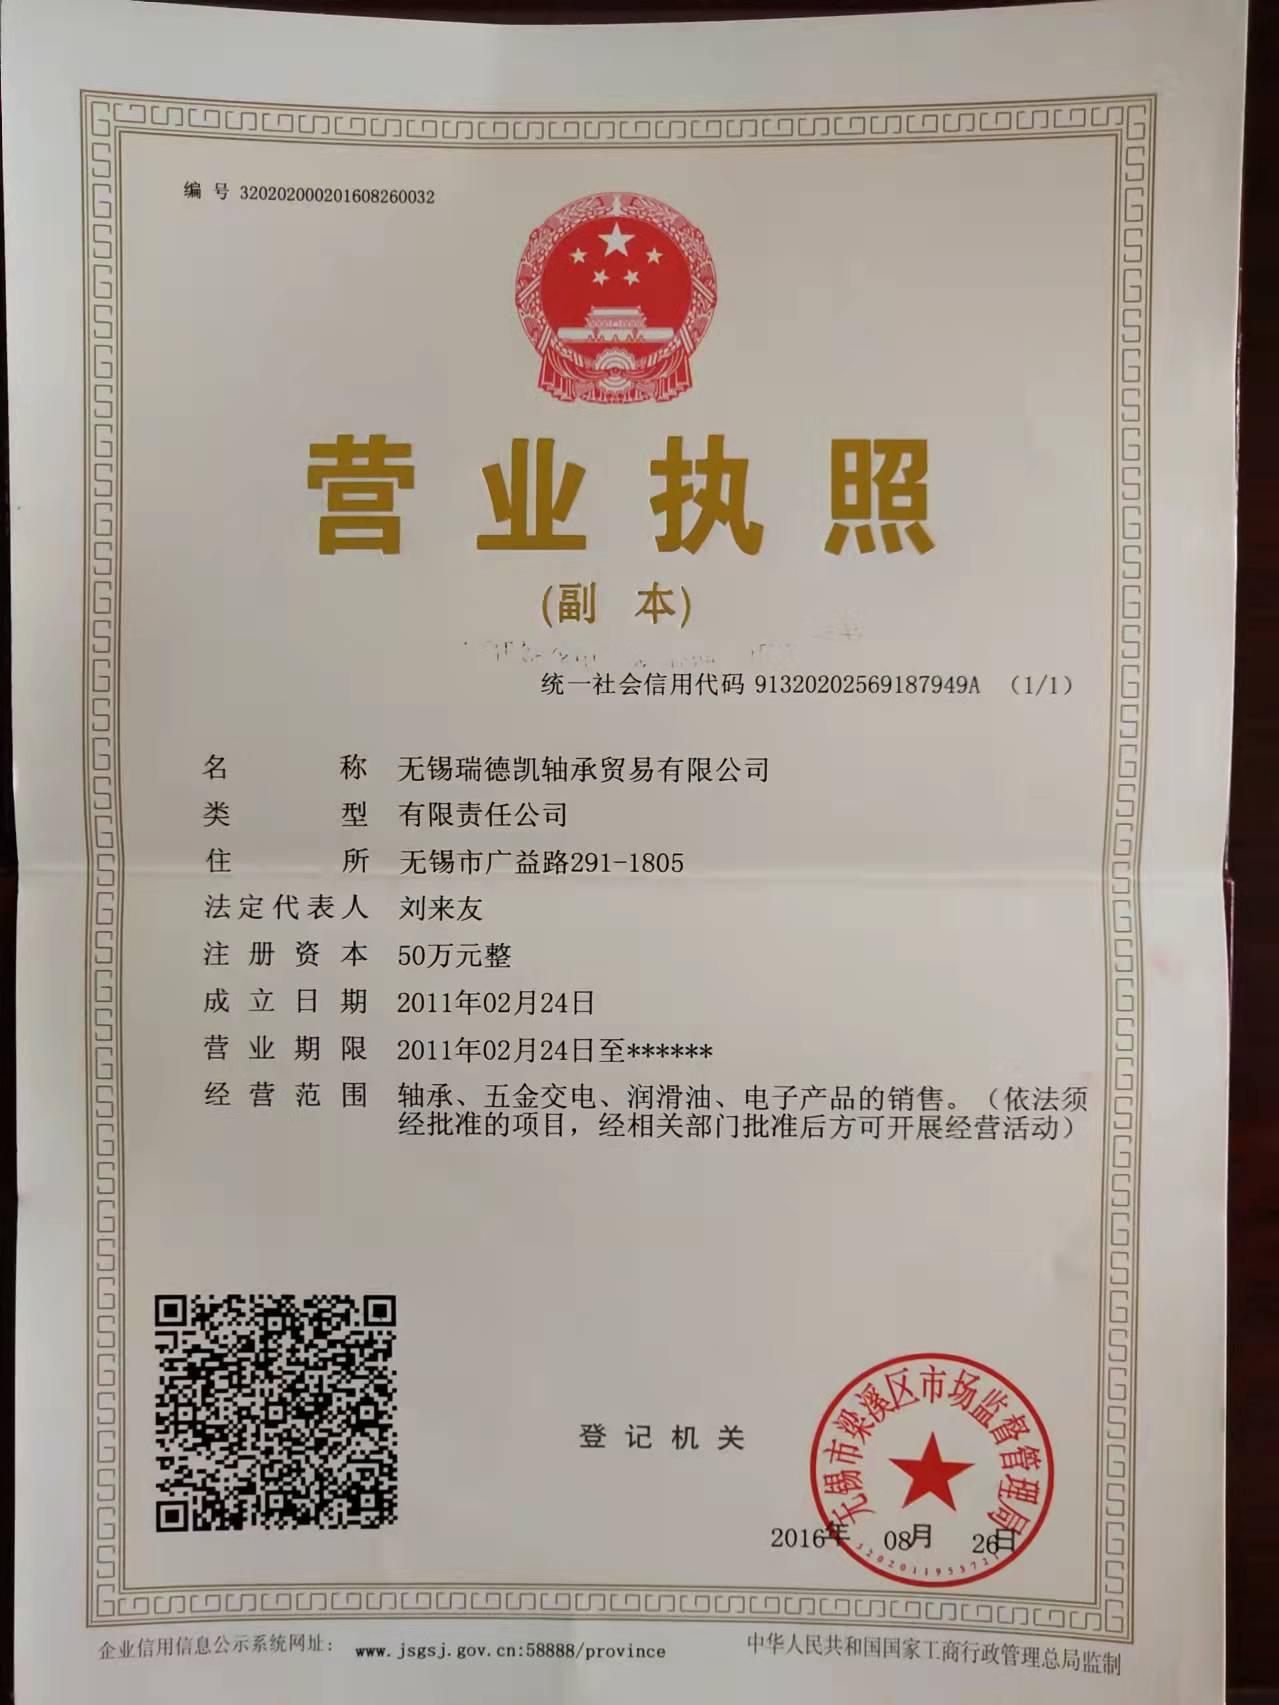 编 号 320202000201608260032
营业执照
(副 本)
统一社会信用代码 91320202569187949A （1/1）
名 称 无锡瑞德凯轴承贸易有限公司
类 型 有限责任公司
住 所 无锡市广益路291-1805
法定代表人 刘来友
注册资本 50万元整
成立日期 2011年02月24日
营业期限 2011年02月24日至******
经营范围 轴承、五金交电、润滑油、电子产品的销售。（依法须
经批准的项目，经相关部门批准后方可开展经营活动）
登记机关
无锡市梁溪区市场监督管理局
2016年 08月 26日
企业信用信息公示系统网址： www.jsgsj.gov.cn:58888/province
中华人民共和国国家工商行政管理总局监制